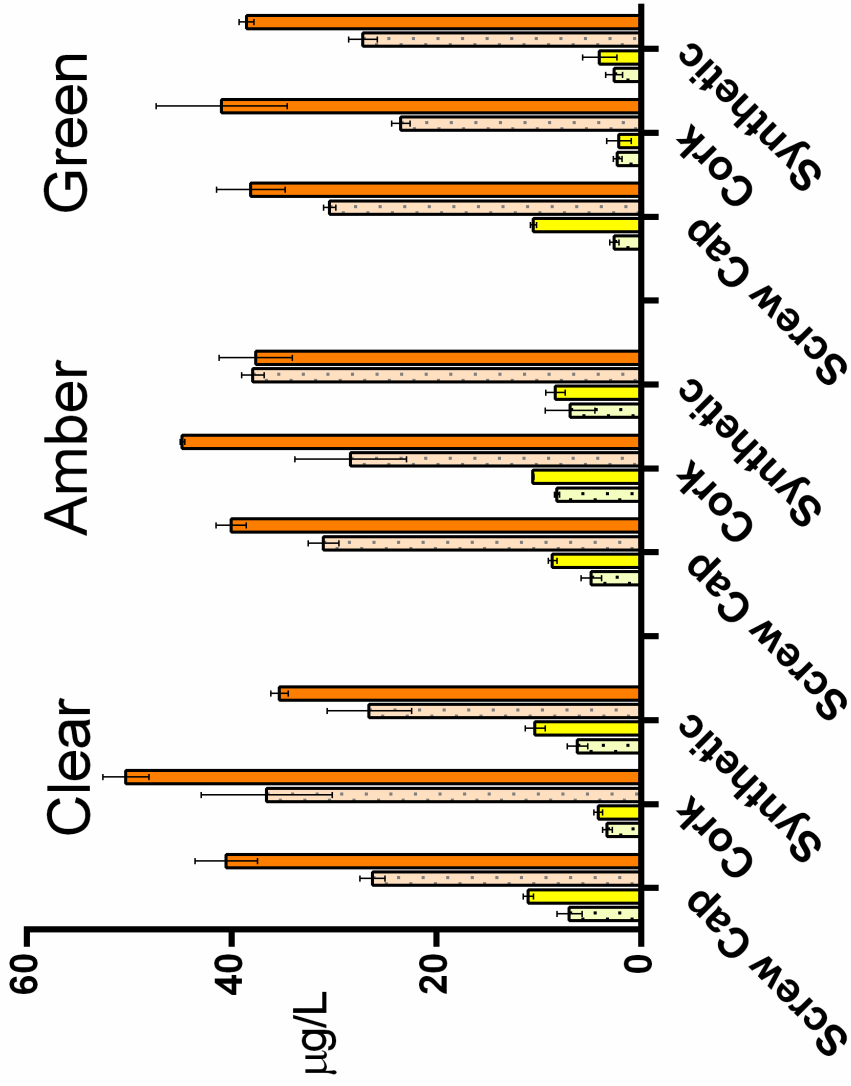 Clear
Amber
Green
µg/L
60
40
20
0
Screw Cap
Cork
Synthetic
Screw Cap
Cork
Synthetic
Screw Cap
Cork
Synthetic